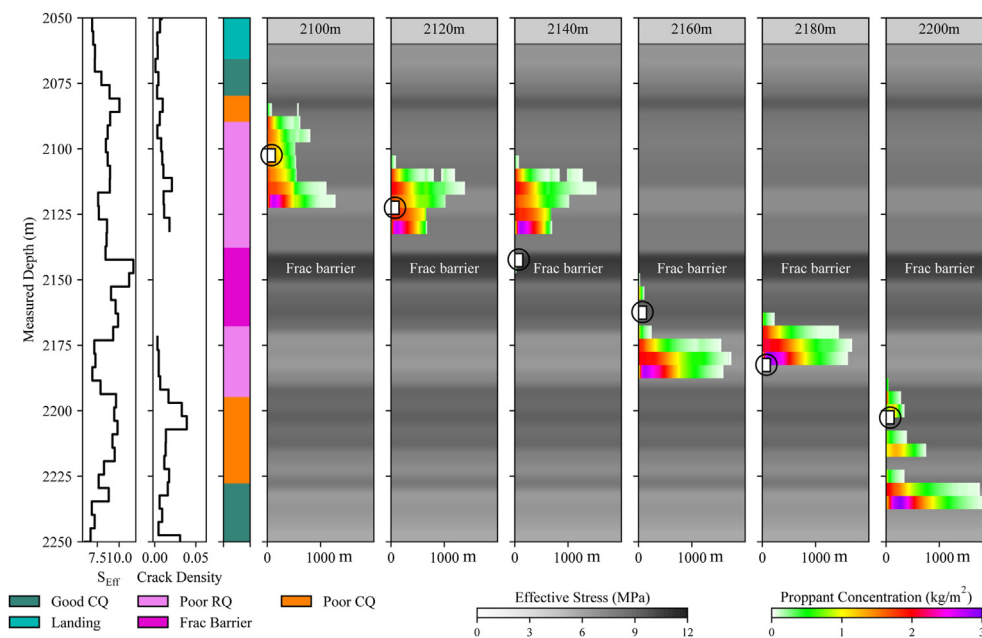 2100m 2120m 2140m 2160m 2180m 2200m
2050
2075
2100
2125
2150
2175
2200
2225
2250
Measured Depth (m)
Frac barrier Frac barrier Frac barrier Frac barrier Frac barrier Frac barrier
7.5 10.0 0.00 0.05 0 1000 m 0 1000 m 0 1000 m 0 1000 m 0 1000 m 0 1000 m
SEff Crack Density
Good CQ Poor RQ Poor CQ
Landing Frac Barrier
Effective Stress (MPa)
0 3 6 9 12
Proppant Concentration (kg/m²)
0 1 2 3